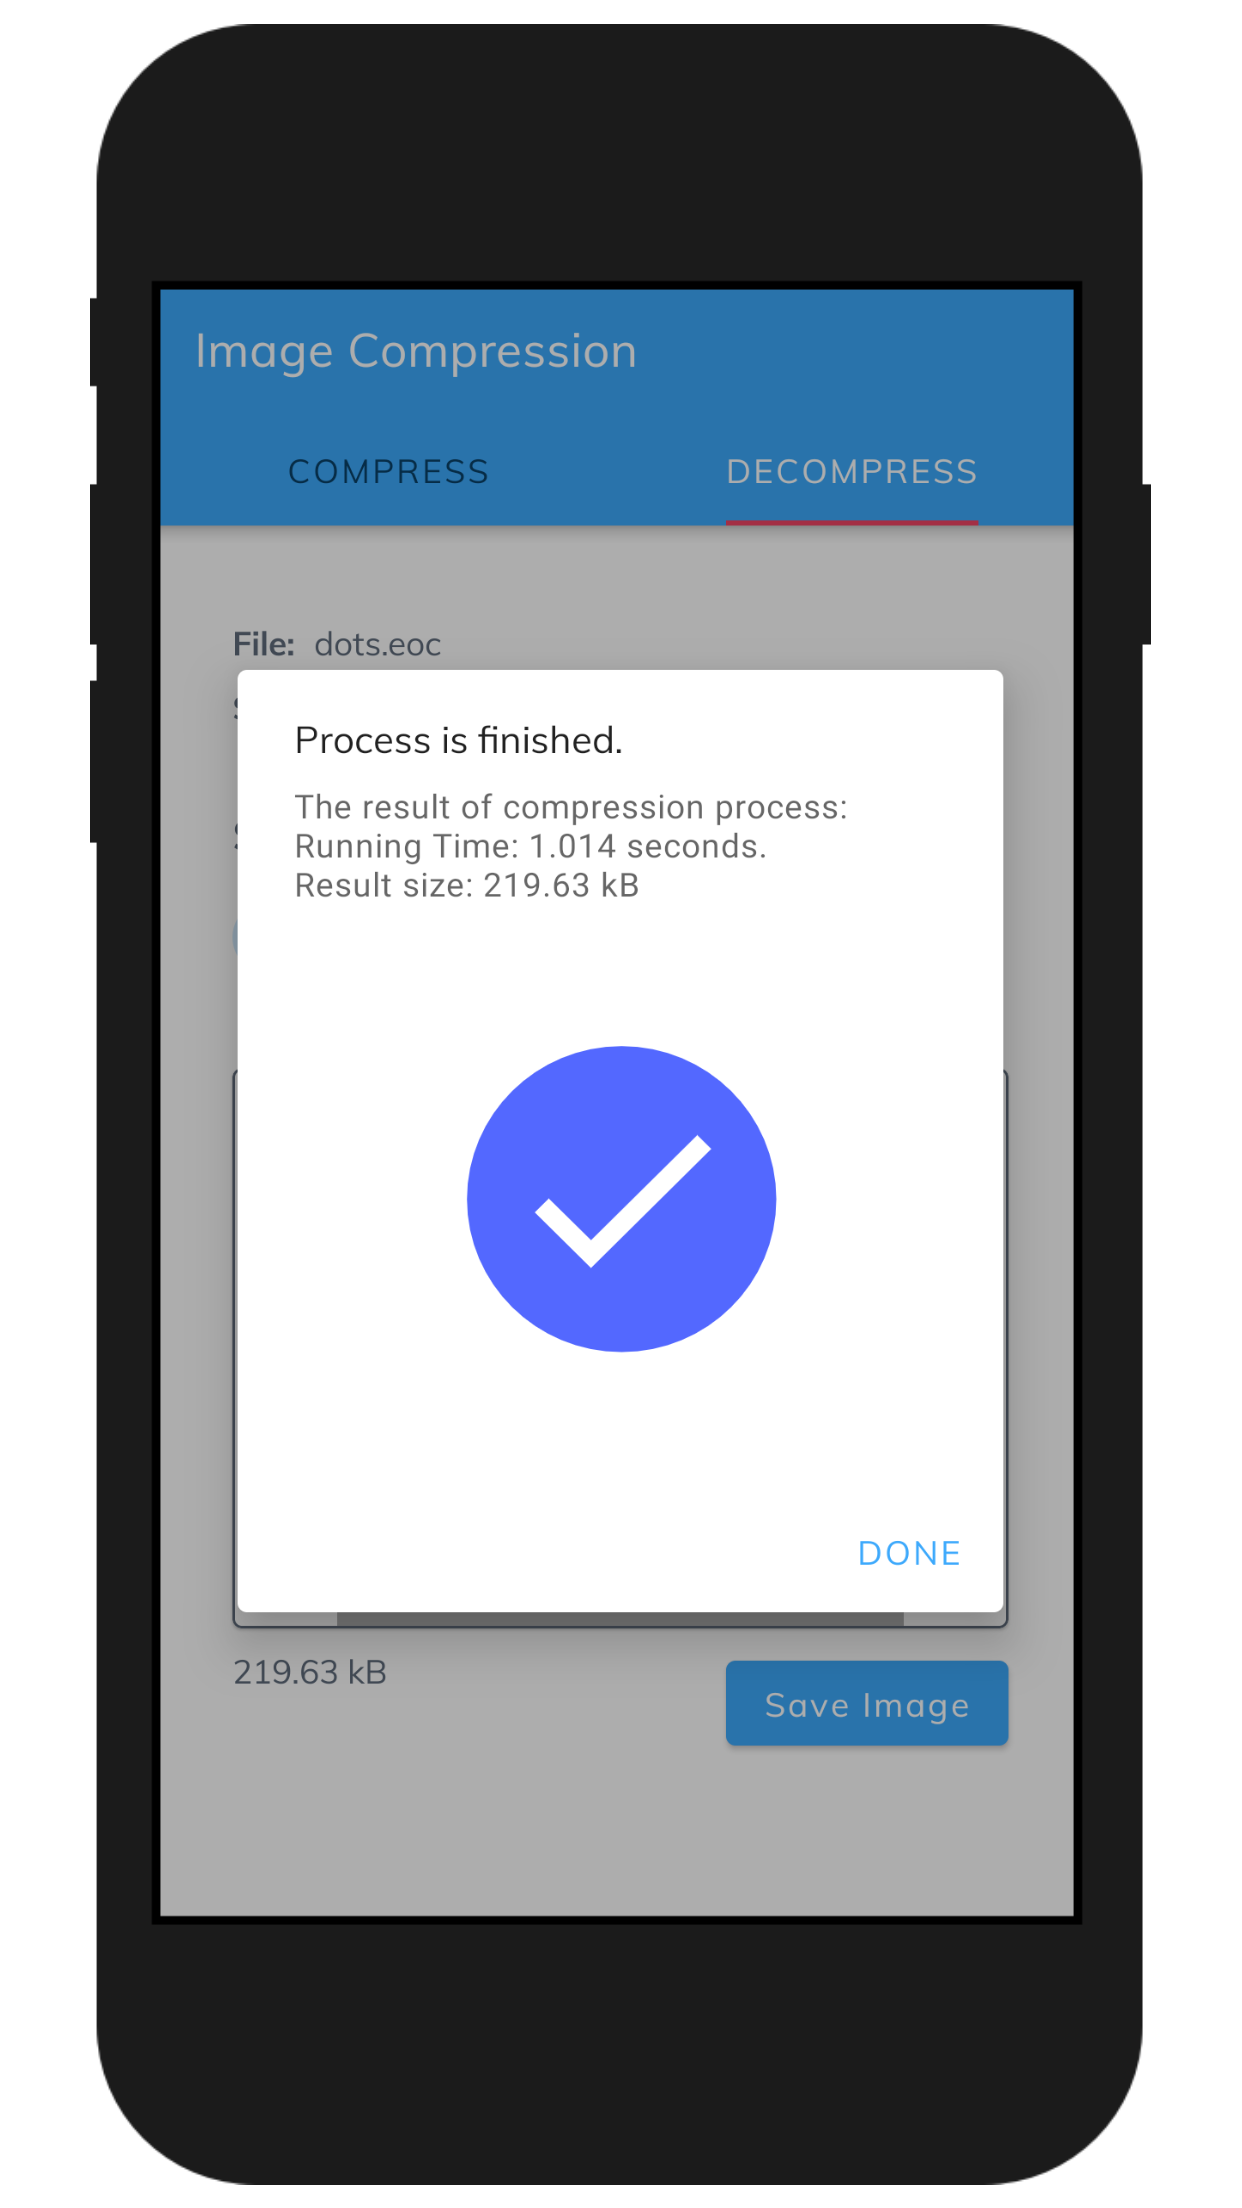 Image Compression
COMPRESS DECOMPRESS
File: dots.eoc
Process is finished.
The result of compression process:
Running Time: 1.014 seconds.
Result size: 219.63 kB
DONE
219.63 kB
Save Image